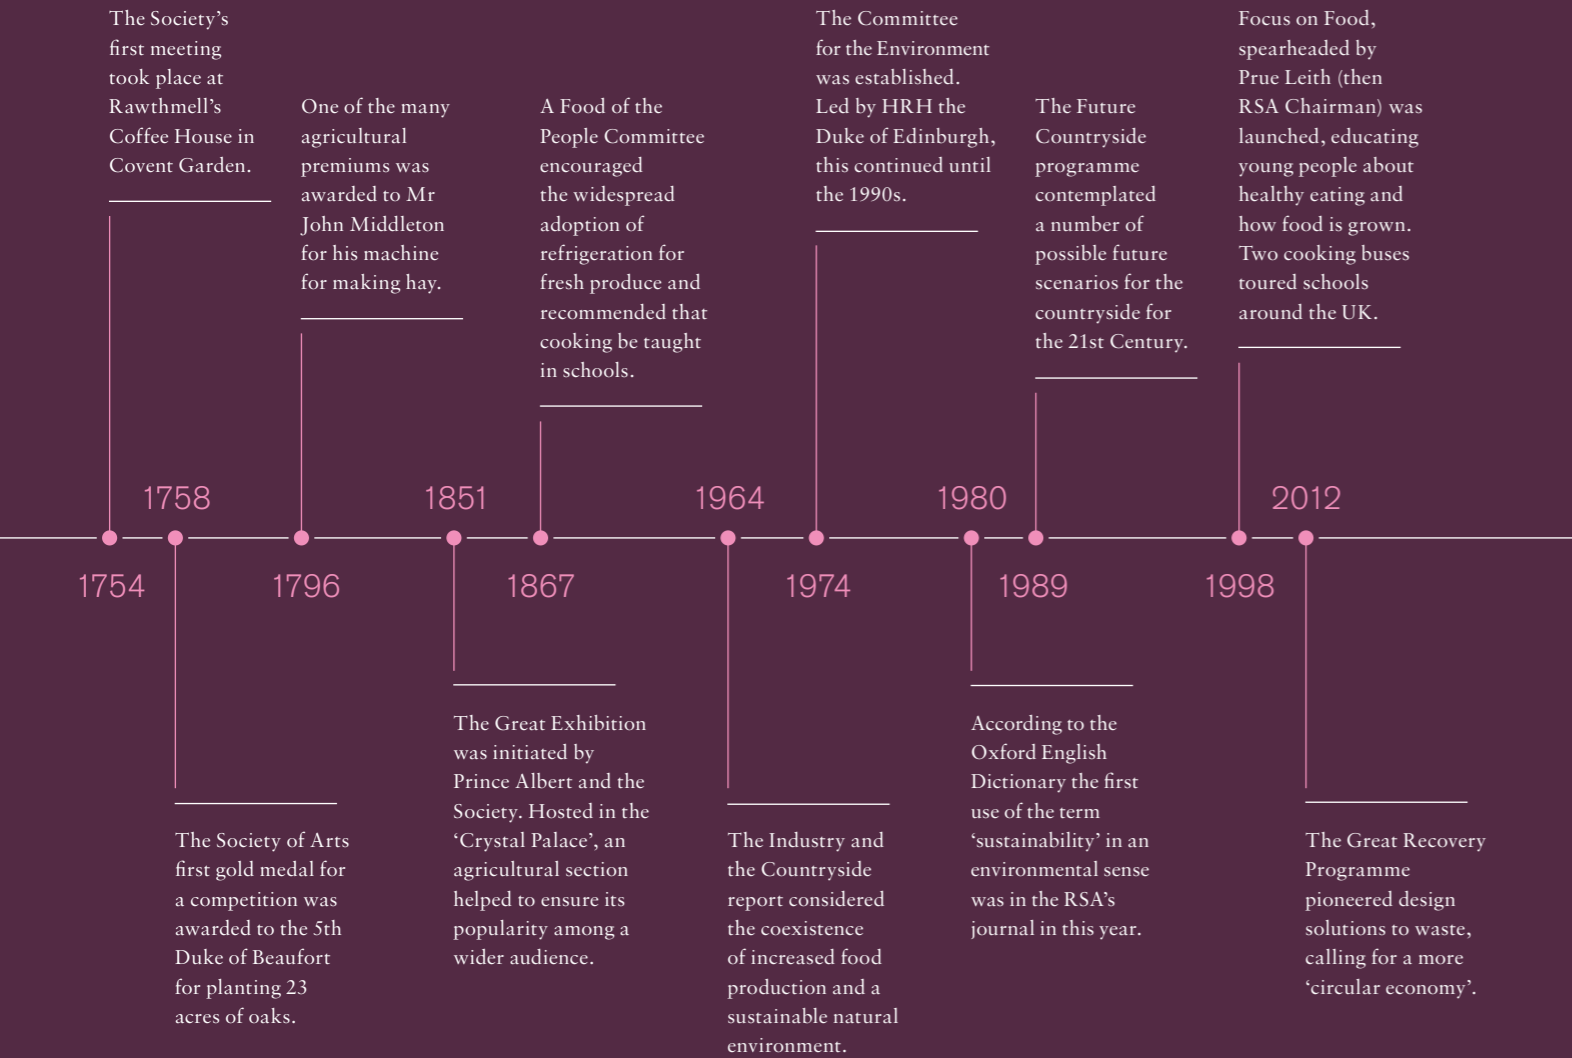 The Society’s
first meeting
took place at
Rawthmell’s
Coffee House in
Covent Garden.
One of the many
agricultural
premiums was
awarded to Mr
John Middleton
for his machine
for making hay.
A Food of the
People Committee
encouraged
the widespread
adoption of
refrigeration for
fresh produce and
recommended that
cooking be taught
in schools.
The Committee
for the Environment
was established.
Led by HRH the
Duke of Edinburgh,
this continued until
the 1990s.
The Future
Countryside
programme
contemplated
a number of
possible future
scenarios for the
countryside for
the 21st Century.
Focus on Food,
spearheaded by
Prue Leith (then
RSA Chairman) was
launched, educating
young people about
healthy eating and
how food is grown.
Two cooking buses
toured schools
around the UK.
1758
1851
1964
1980
2012
1754
1796
1867
1974
1989
1998
The Society of Arts
first gold medal for
a competition was
awarded to the 5th
Duke of Beaufort
for planting 23
acres of oaks.
The Great Exhibition
was initiated by
Prince Albert and the
Society. Hosted in the
‘Crystal Palace’, an
agricultural section
helped to ensure its
popularity among a
wider audience.
The Industry and
the Countryside
report considered
the coexistence
of increased food
production and a
sustainable natural
environment.
According to the
Oxford English
Dictionary the first
use of the term
‘sustainability’ in an
environmental sense
was in the RSA’s
journal in this year.
The Great Recovery
Programme
pioneered design
solutions to waste,
calling for a more
‘circular economy’.